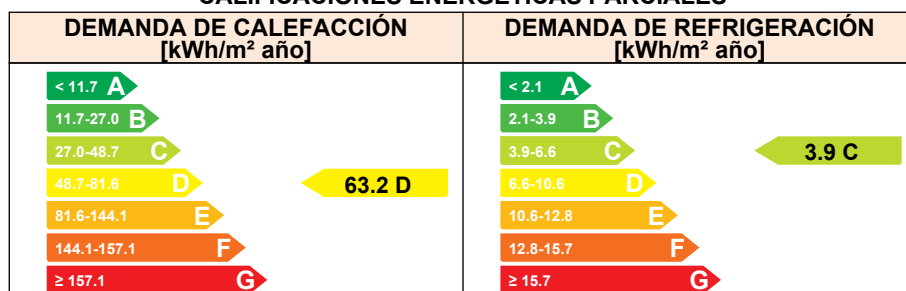 CALIFICACIONES ENERGÉTICAS PARCIALES
DEMANDA DE CALEFACCIÓN
[kWh/m² año]
< 11.7 A
11.7-27.0 B
27.0-48.7 C
48.7-81.6 D
63.2 D
81.6-144.1 E
144.1-157.1 F
≥ 157.1 G
DEMANDA DE REFRIGERACIÓN
[kWh/m² año]
< 2.1 A
2.1-3.9 B
3.9-6.6 C
3.9 C
6.6-10.6 D
10.6-12.8 E
12.8-15.7 F
≥ 15.7 G